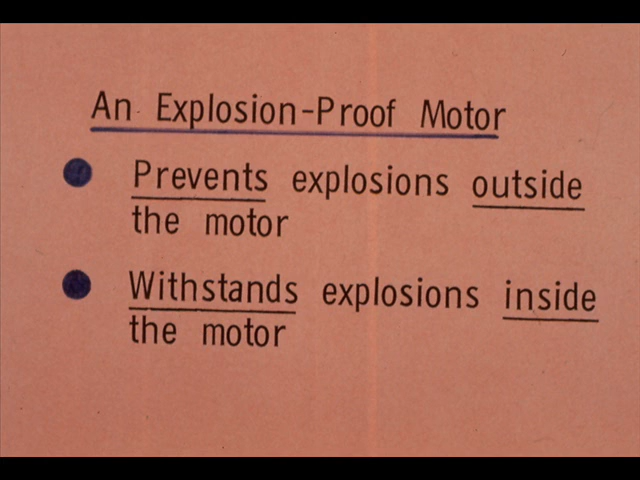 An Explosion-Proof Motor
Prevents explosions outside
the motor
Withstands explosions inside
the motor